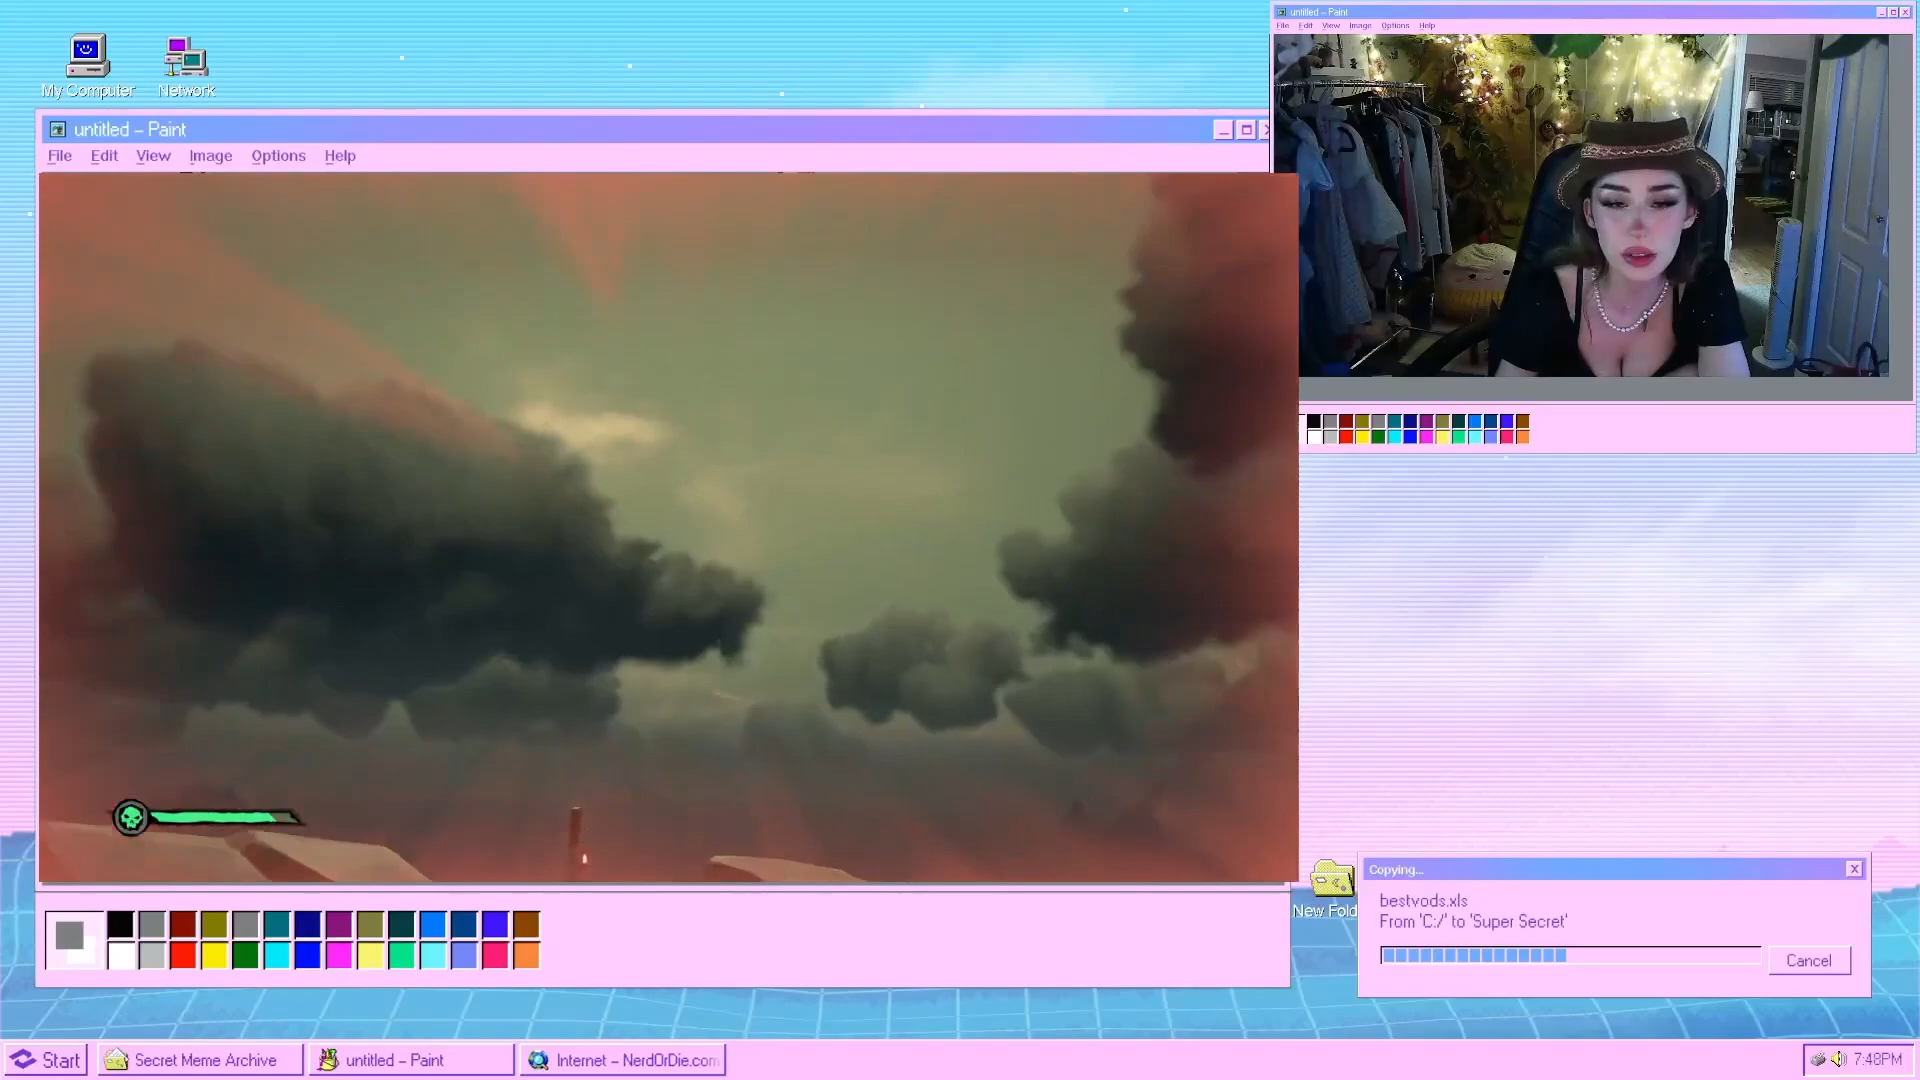 My Computer
Network
untitled – Paint
File Edit View Image Options Help
untitled – Paint
File Edit View Image Options Help
New Fold
Copying...
bestvods.xls
From 'C:/' to 'Super Secret'
Cancel
Start
Secret Meme Archive
untitled – Paint
Internet – NerdOrDie.com
7:48PM